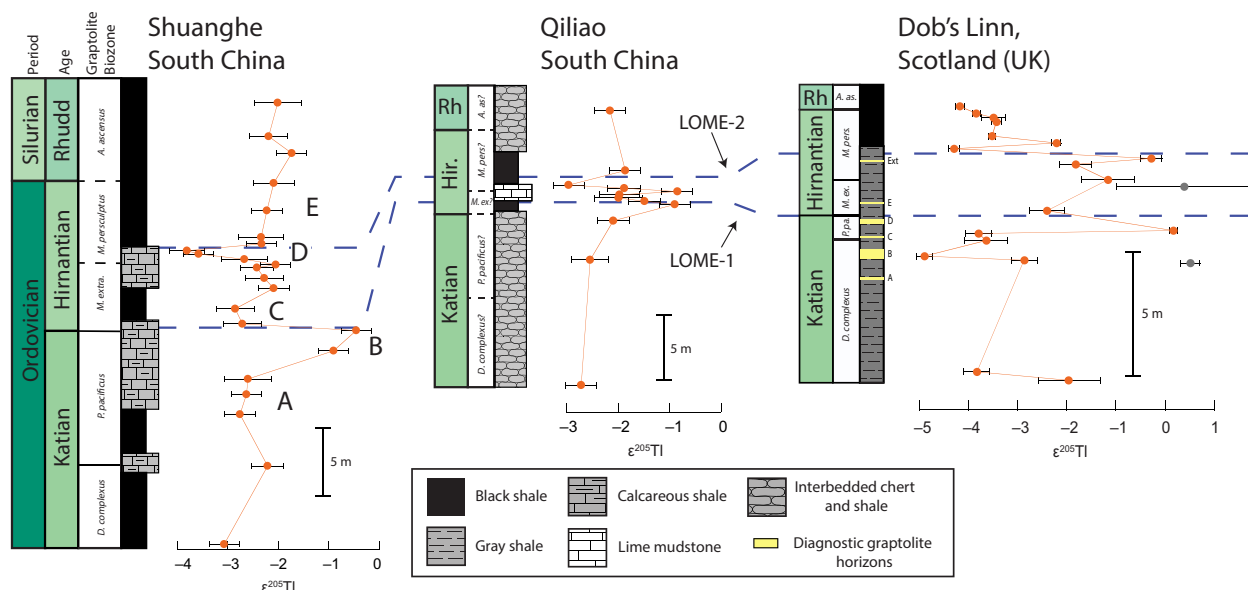 Shuanghe
South China
Period
Age
Graptolite
Biozone
Silurian
Ordovician
Rhudd
Hirnantian
Katian
A. ascensus
M. persculptus
M. extra.
P. pacificus
D. complexus
E
D
C
B
A
5 m
–4 –3 –2 –1 0
ε²⁰⁵Tl
Qiliao
South China
Rh
Hir.
Katian
A. as?
M. pers?
M. ex?
P. pacificus?
D. complexus?
LOME-2
LOME-1
5 m
–3 –2 –1 0
ε²⁰⁵Tl
Dob's Linn,
Scotland (UK)
Rh
Hirnantian
Katian
A. as.
M. pers.
M. ex.
P. pa.
D. complexus
Ext
E
D
C
B
A
5 m
–5 –4 –3 –2 –1 0 1
ε²⁰⁵Tl
Black shale
Calcareous shale
Interbedded chert
and shale
Gray shale
Lime mudstone
Diagnostic graptolite
horizons